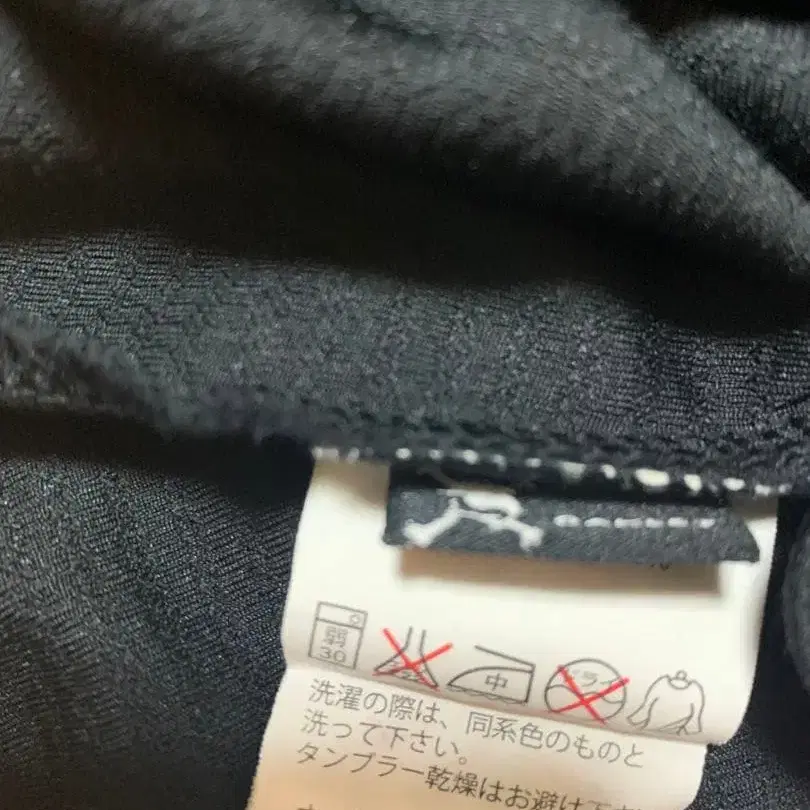 弱
30
中
ドライ
洗濯の際は、同系色のものと
洗って下さい。
タンブラー乾燥はお避け下さい